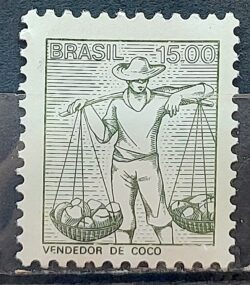 BRASIL 15.00
VENDEDOR DE COCO